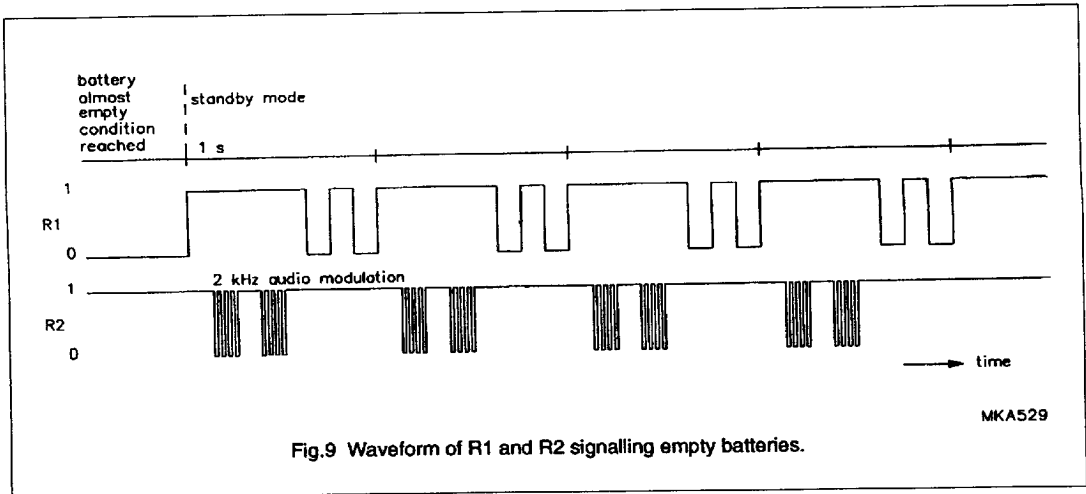 battery
almost
empty
condition
reached
standby mode
1 s
1
R1
0
2 kHz audio modulation
1
R2
0
time
MKA529
Fig.9 Waveform of R1 and R2 signalling empty batteries.